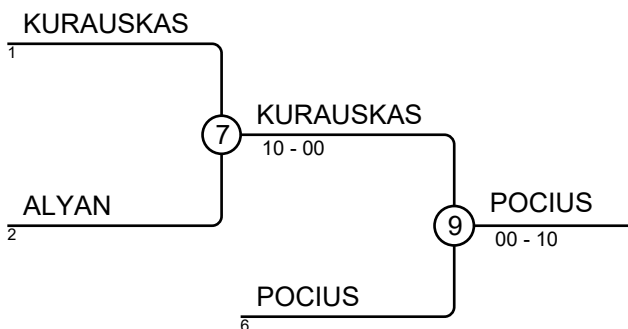 KURAUSKAS
1
7
KURAUSKAS
10 - 00
ALYAN
2
9
POCIUS
00 - 10
POCIUS
6